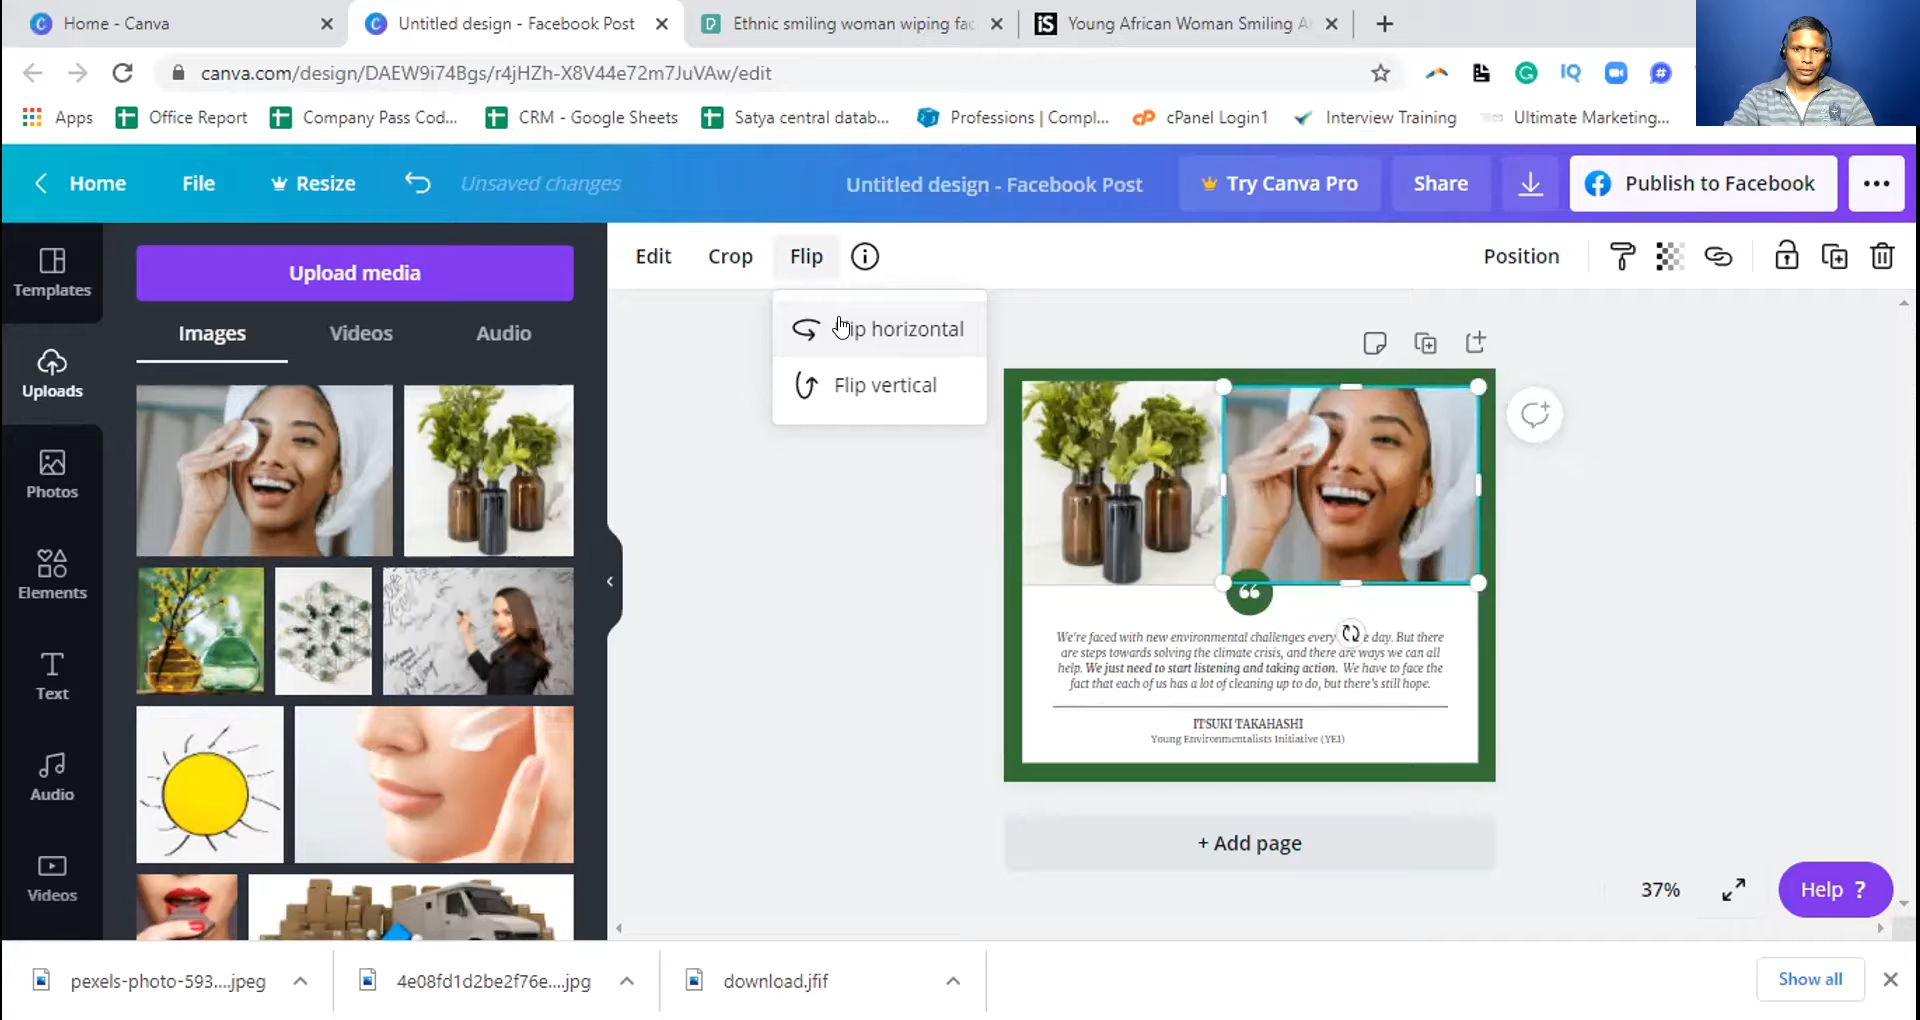 Home - Canva
Untitled design - Facebook Post
Ethnic smiling woman wiping fac
iS Young African Woman Smiling A
canva.com/design/DAEW9i74Bgs/r4jHZh-X8V44e72m7JuVAw/edit
Apps
Office Report
Company Pass Cod...
CRM - Google Sheets
Satya central datab...
Professions | Compl...
cPanel Login1
Interview Training
Ultimate Marketing...
Home
File
Resize
Unsaved changes
Untitled design - Facebook Post
Try Canva Pro
Share
Publish to Facebook
Templates
Uploads
Photos
Elements
Text
Audio
Videos
Upload media
Images
Videos
Audio
Edit
Crop
Flip
Position
horizontal
Flip vertical
We're faced with new environmental challenges every day. But there
are steps towards solving the climate crisis, and there are ways we can all
help. We just need to start listening and taking action. We have to face the
fact that each of us has a lot of cleaning up to do, but there's still hope.
ITSUKI TAKAHASHI
Young Environmentalists Initiative (YEI)
+ Add page
37%
Help ?
pexels-photo-593....jpeg
4e08fd1d2be2f76e....jpg
download.jfif
Show all